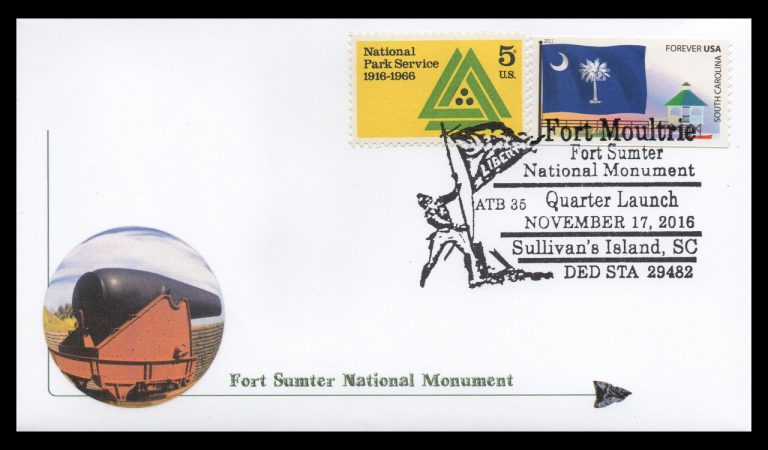 National
Park Service
1916-1966
5c
U.S.
2011
FOREVER USA
SOUTH CAROLINA
Fort Moultrie
Fort Sumter
National Monument
LIBERTY
ATB 35 Quarter Launch
NOVEMBER 17, 2016
Sullivan's Island, SC
DED STA 29482
Fort Sumter National Monument